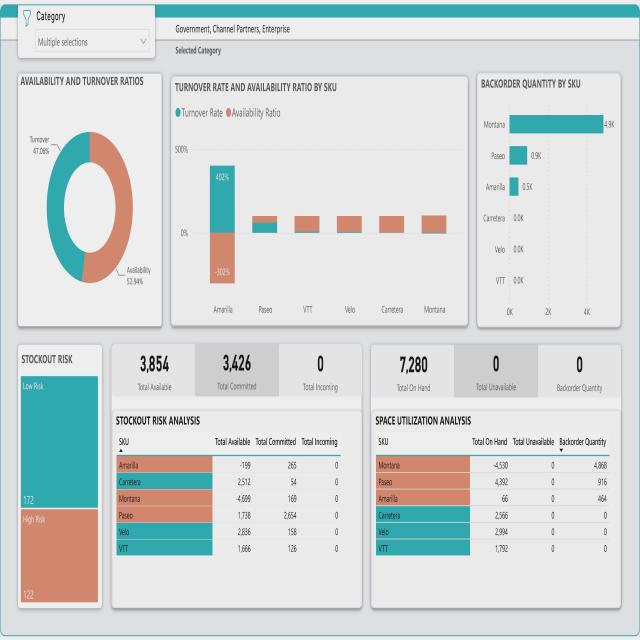 Category
Multiple selections
Government, Channel Partners, Enterprise
Selected Category
AVAILABILITY AND TURNOVER RATIOS
Turnover
47.06%
Availability
52.94%
TURNOVER RATE AND AVAILABILITY RATIO BY SKU
Turnover Rate Availability Ratio
500%
0%
402%
-302%
Amarilla Paseo VTT Velo Carretera Montana
BACKORDER QUANTITY BY SKU
Montana 4.9K
Paseo 0.9K
Amarilla 0.5K
Carretera 0.0K
Velo 0.0K
VTT 0.0K
0K 2K 4K
STOCKOUT RISK
Low Risk
172
High Risk
122
3,854 3,426 0
Total Available Total Committed Total Incoming
STOCKOUT RISK ANALYSIS
SKU Total Available Total Committed Total Incoming
Amarilla -199 265 0
Carretera 2,512 54 0
Montana -4,699 169 0
Paseo 1,738 2,654 0
Velo 2,836 158 0
VTT 1,666 126 0
7,280 0 0
Total On Hand Total Unavailable Backorder Quantity
SPACE UTILIZATION ANALYSIS
SKU Total On Hand Total Unavailable Backorder Quantity
Montana -4,530 0 4,868
Paseo 4,392 0 916
Amarilla 66 0 464
Carretera 2,566 0 0
Velo 2,994 0 0
VTT 1,792 0 0